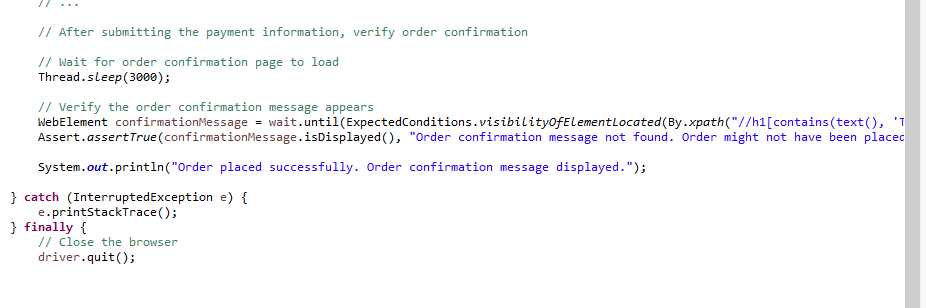 // ...
// After submitting the payment information, verify order confirmation
// Wait for order confirmation page to load
Thread.sleep(3000);
// Verify the order confirmation message appears
WebElement confirmationMessage = wait.until(ExpectedConditions.visibilityOfElementLocated(By.xpath("//h1[contains(text(), 'T
Assert.assertTrue(confirmationMessage.isDisplayed(), "Order confirmation message not found. Order might not have been placed
System.out.println("Order placed successfully. Order confirmation message displayed.");
} catch (InterruptedException e) {
e.printStackTrace();
} finally {
// Close the browser
driver.quit();